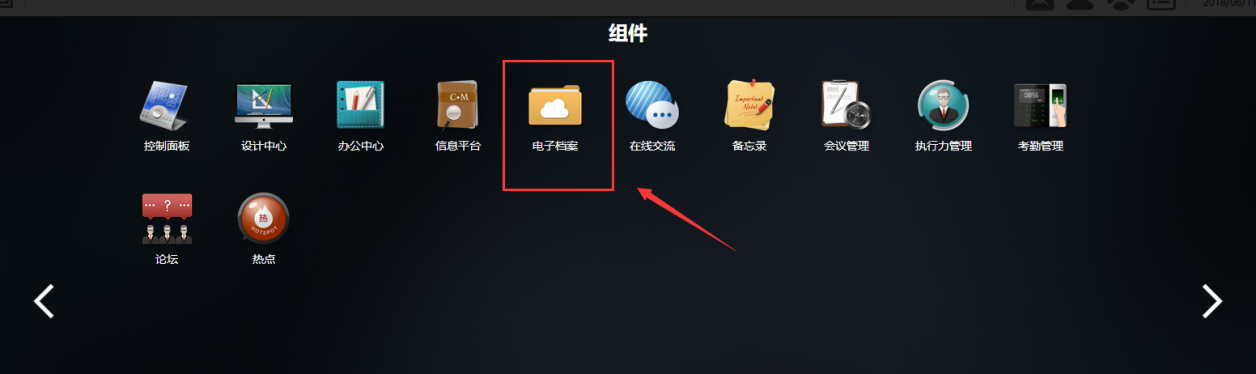 2018/06/1
组件
控制面板
设计中心
办公中心
C•M
信息平台
电子档案
在线交流
Important Note!
备忘录
会议管理
执行力管理
考勤管理
... ? ...
论坛
热
HOTSPOT
热点